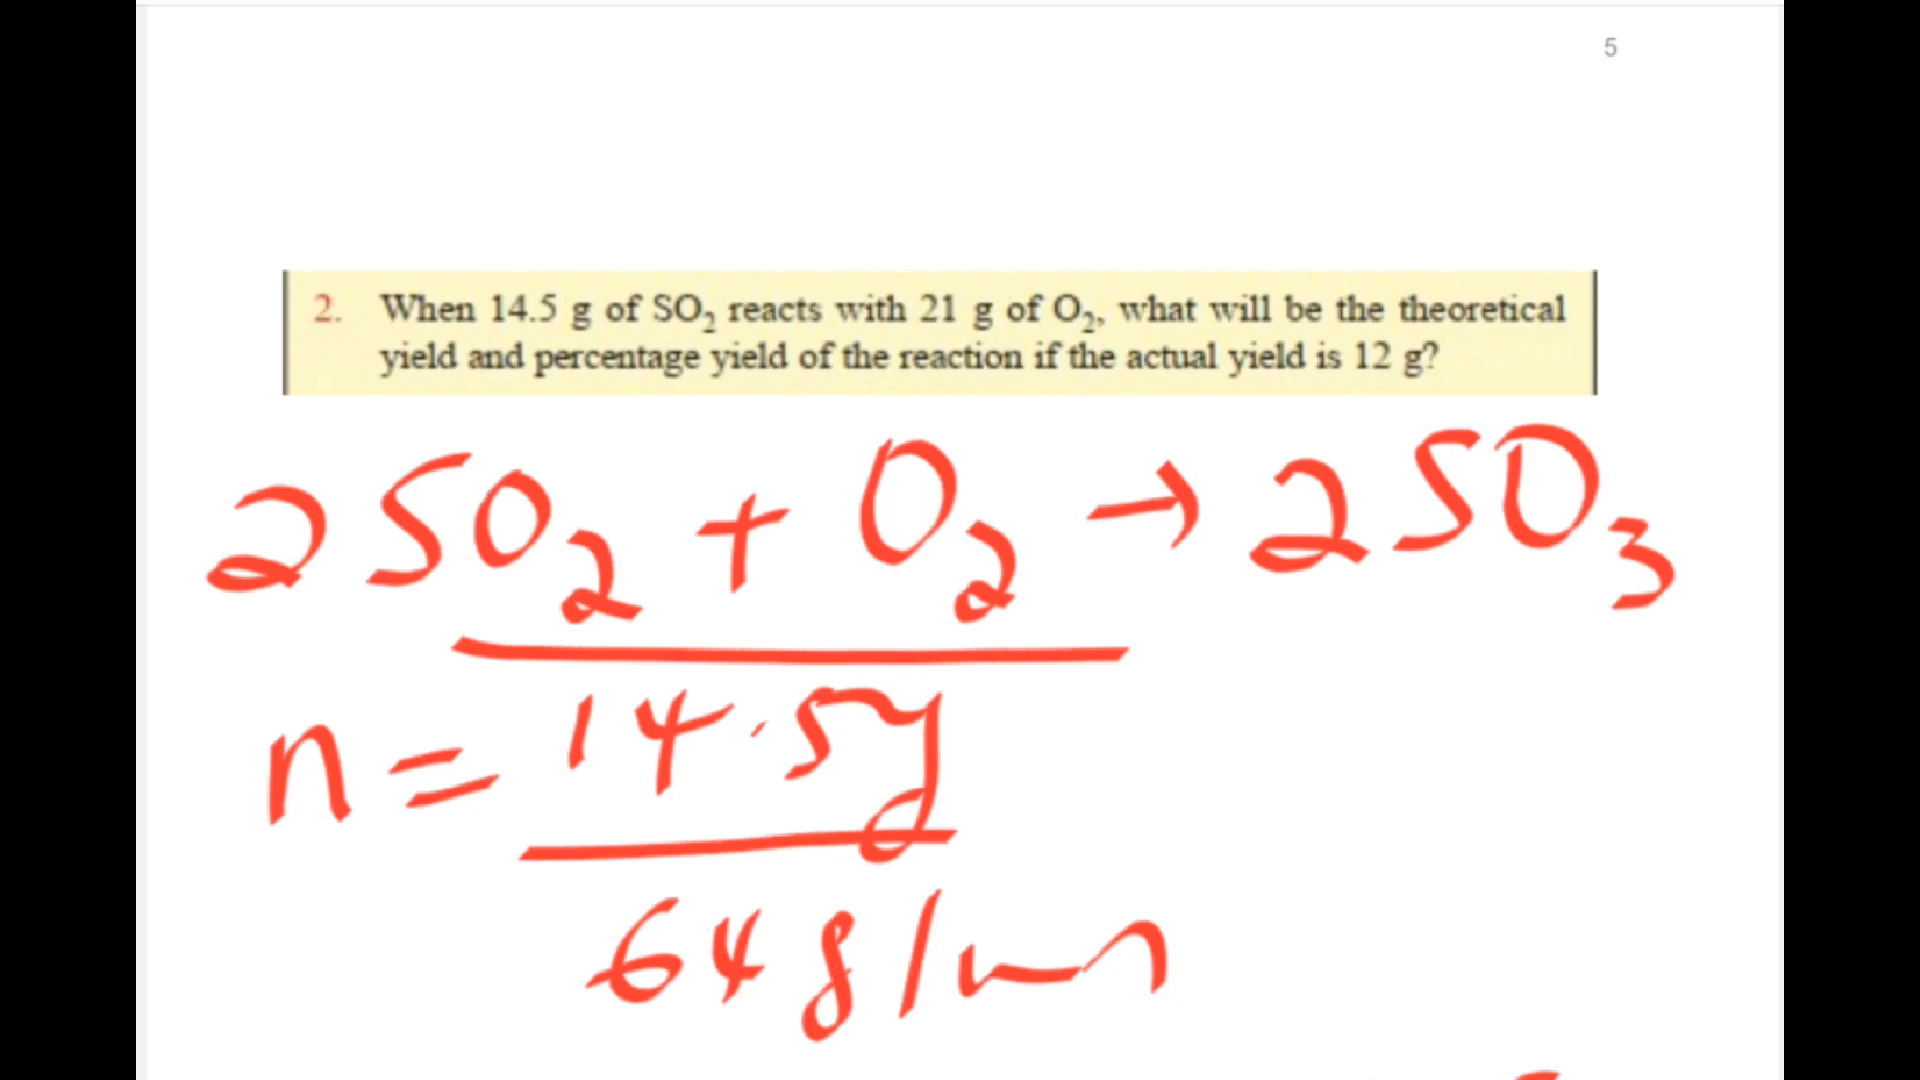 5
2. When 14.5 g of SO₂ reacts with 21 g of O₂, what will be the theoretical
yield and percentage yield of the reaction if the actual yield is 12 g?
2SO₂ + O₂ → 2SO₃
n = 14.5g
64g/